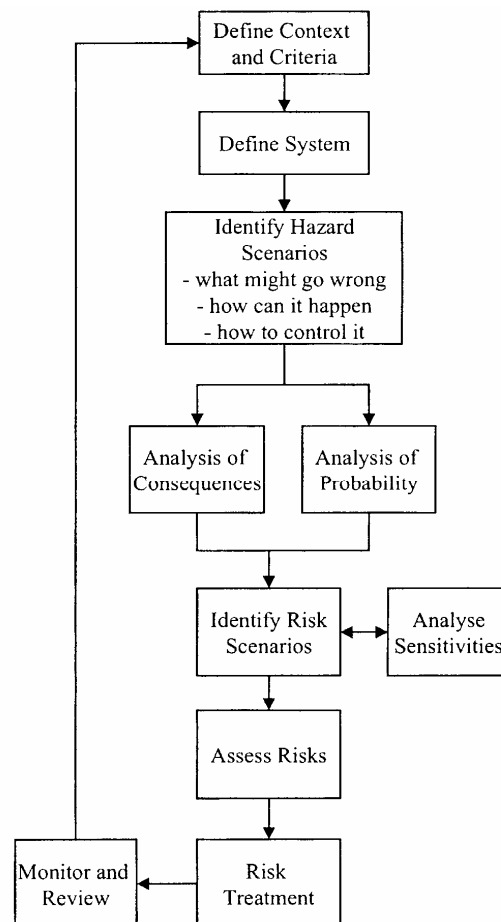 Define Context
and Criteria
Define System
Identify Hazard
Scenarios
- what might go wrong
- how can it happen
- how to control it
Analysis of
Consequences
Analysis of
Probability
Identify Risk
Scenarios
Analyse
Sensitivities
Assess Risks
Monitor and
Review
Risk
Treatment